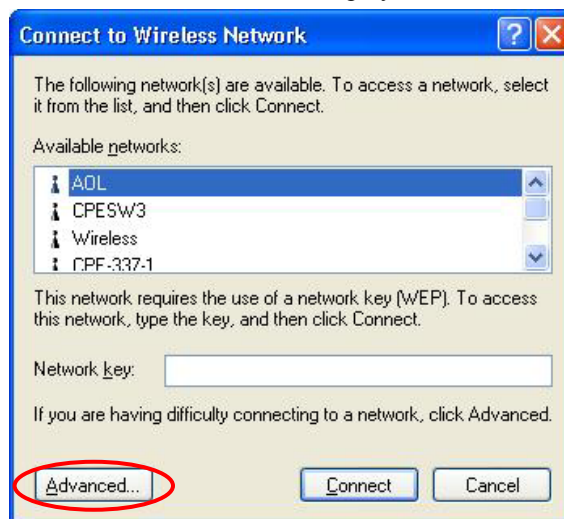 Connect to Wireless Network
The following network(s) are available. To access a network, select
it from the list, and then click Connect.
Available networks:
AOL
CPESW3
Wireless
CPE-337-1
This network requires the use of a network key (WEP). To access
this network, type the key, and then click Connect.
Network key:
If you are having difficulty connecting to a network, click Advanced.
Advanced... Connect Cancel